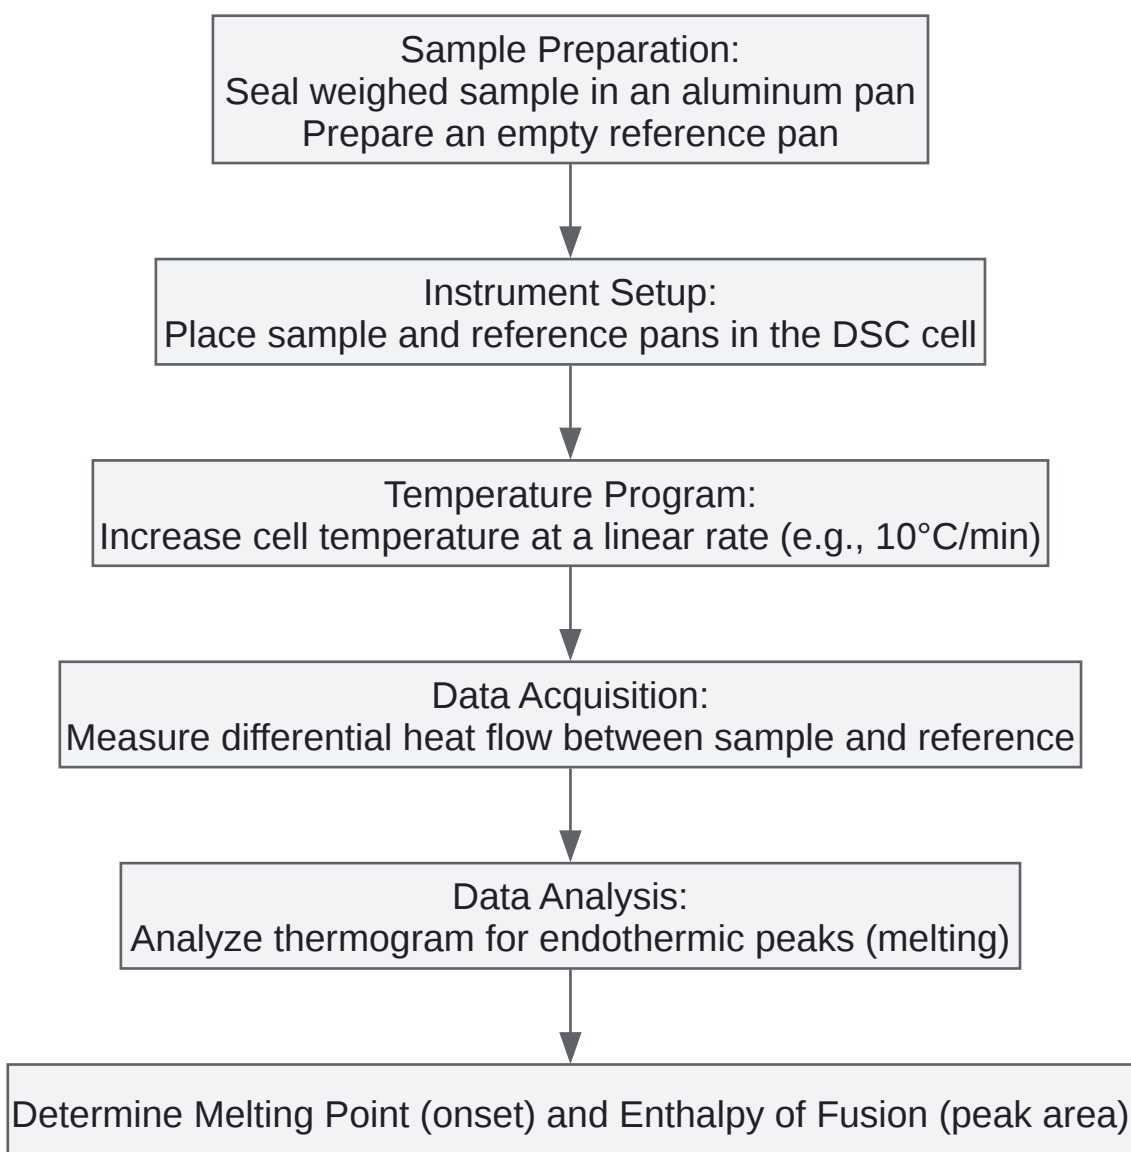 Sample Preparation:
Seal weighed sample in an aluminum pan
Prepare an empty reference pan
Instrument Setup:
Place sample and reference pans in the DSC cell
Temperature Program:
Increase cell temperature at a linear rate (e.g., 10°C/min)
Data Acquisition:
Measure differential heat flow between sample and reference
Data Analysis:
Analyze thermogram for endothermic peaks (melting)
Determine Melting Point (onset) and Enthalpy of Fusion (peak area)